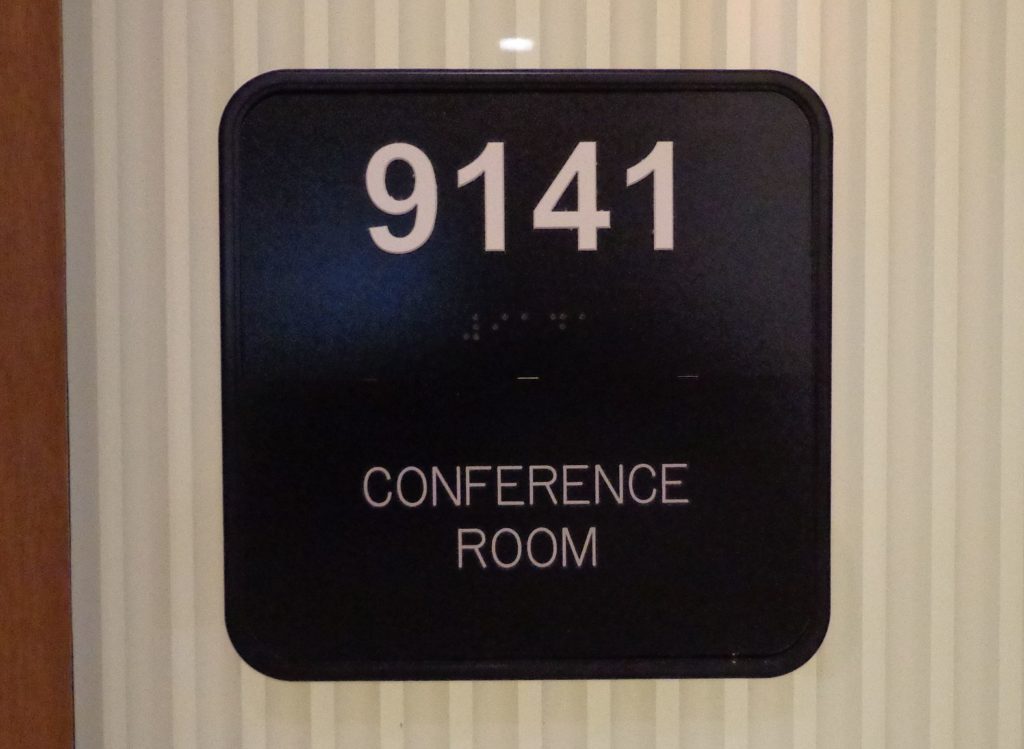 9141
⠼⠊⠁⠙⠁
CONFERENCE
ROOM